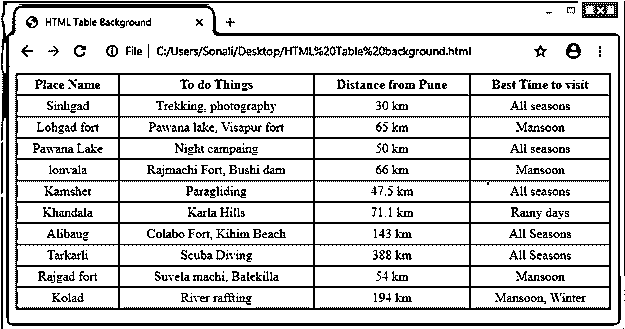 HTML Table Background
File | C:/Users/Sonali/Desktop/HTML%20Table%20background.html
Place Name To do Things Distance from Pune Best Time to visit
Sinhgad Trekking, photography 30 km All seasons
Lohgad fort Pawana lake, Visapur fort 65 km Mansoon
Pawana Lake Night campaing 50 km All seasons
lonvala Rajmachi Fort, Bushi dam 66 km Mansoon
Kamshet Paragliding 47.5 km All seasons
Khandala Karla Hills 71.1 km Rainy days
Alibaug Colabo Fort, Kihim Beach 143 km All Seasons
Tarkarli Scuba Diving 388 km All Seasons
Rajgad fort Suvela machi, Balekilla 54 km Mansoon
Kolad River raffting 194 km Mansoon, Winter